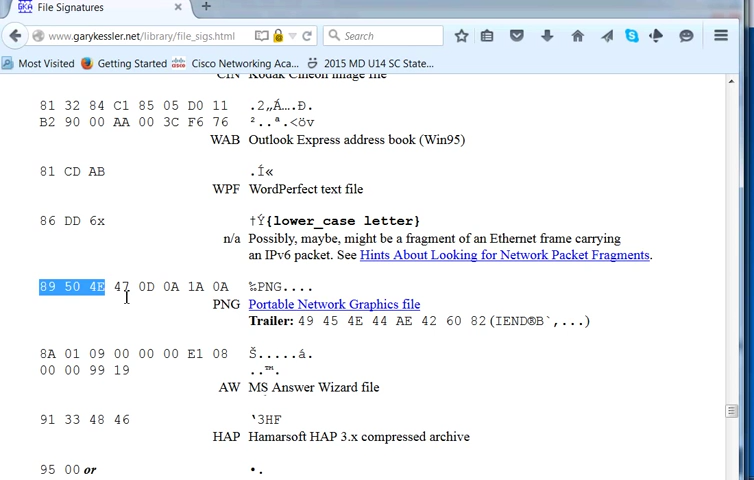 File Signatures
www.garykessler.net/library/file_sigs.html
Search
Most Visited Getting Started Cisco Networking Aca... 2015 MD U14 SC State...
CIN Kodak Cineon image file
81 32 84 C1 85 05 D0 11 .2„Á….Ð.
B2 90 00 AA 00 3C F6 76 ²..ª.<öv
WAB Outlook Express address book (Win95)
81 CD AB .Í«
WPF WordPerfect text file
86 DD 6x †Ý{lower_case letter}
n/a Possibly, maybe, might be a fragment of an Ethernet frame carrying
an IPv6 packet. See Hints About Looking for Network Packet Fragments.
89 50 4E 47 0D 0A 1A 0A ‰PNG....
PNG Portable Network Graphics file
Trailer: 49 45 4E 44 AE 42 60 82 (IEND®B`‚...)
8A 01 09 00 00 00 E1 08 Š.....á.
00 00 99 19 ..™.
AW MS Answer Wizard file
91 33 48 46 ‘3HF
HAP Hamarsoft HAP 3.x compressed archive
95 00 or •.